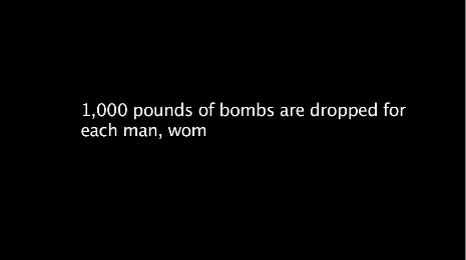 1,000 pounds of bombs are dropped for
each man, wom